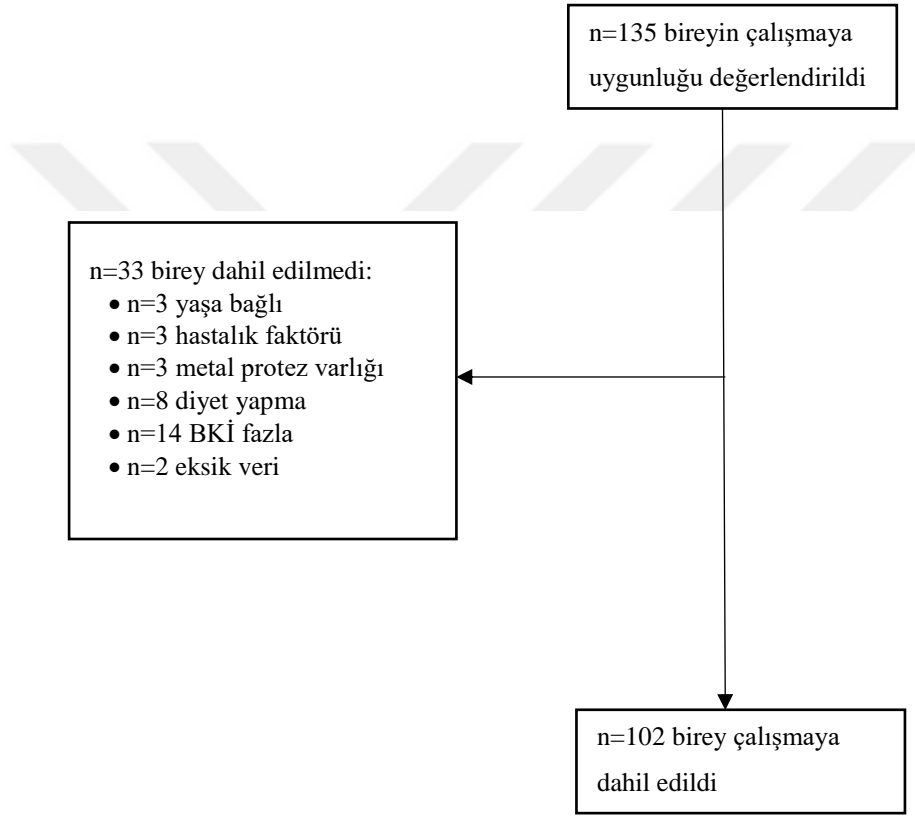 n=135 bireyin çalışmaya
uygunluğu değerlendirildi
n=33 birey dahil edilmedi:
• n=3 yaşa bağlı
• n=3 hastalık faktörü
• n=3 metal protez varlığı
• n=8 diyet yapma
• n=14 BKİ fazla
• n=2 eksik veri
n=102 birey çalışmaya
dahil edildi